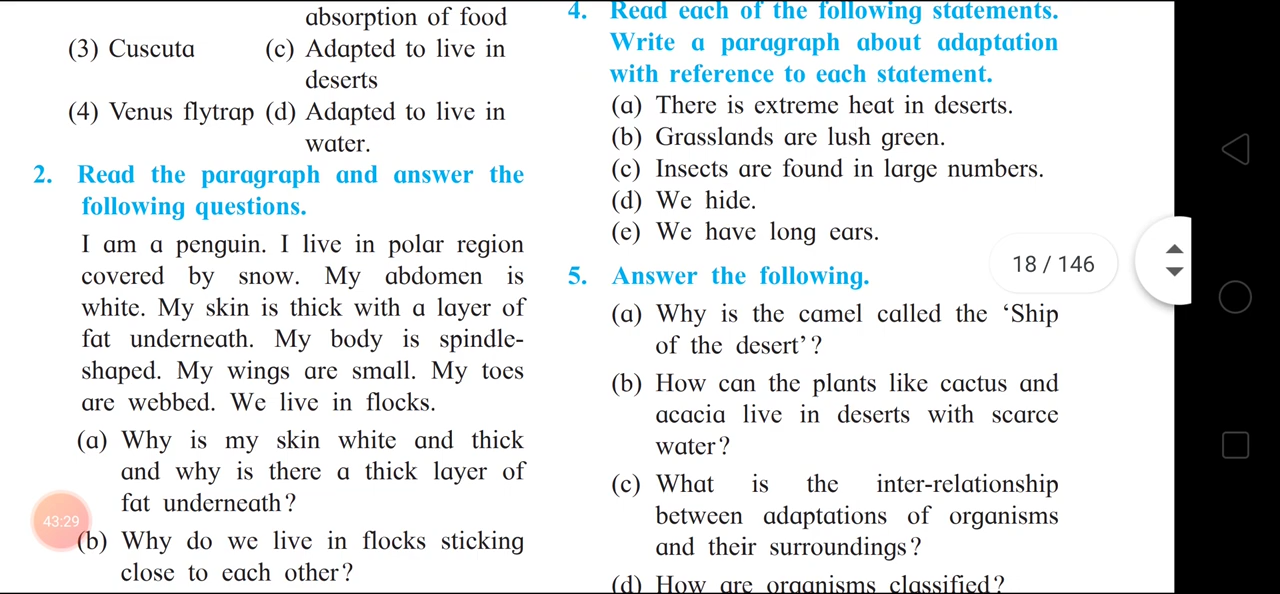 absorption of food
(3) Cuscuta (c) Adapted to live in
deserts
(4) Venus flytrap (d) Adapted to live in
water.
2. Read the paragraph and answer the
following questions.
I am a penguin. I live in polar region
covered by snow. My abdomen is
white. My skin is thick with a layer of
fat underneath. My body is spindle-
shaped. My wings are small. My toes
are webbed. We live in flocks.
(a) Why is my skin white and thick
and why is there a thick layer of
fat underneath?
(b) Why do we live in flocks sticking
close to each other?
4. Read each of the following statements.
Write a paragraph about adaptation
with reference to each statement.
(a) There is extreme heat in deserts.
(b) Grasslands are lush green.
(c) Insects are found in large numbers.
(d) We hide.
(e) We have long ears.
5. Answer the following.
(a) Why is the camel called the ‘Ship
of the desert’?
(b) How can the plants like cactus and
acacia live in deserts with scarce
water?
(c) What is the inter-relationship
between adaptations of organisms
and their surroundings?
(d) How are organisms classified?
18 / 146
43:29